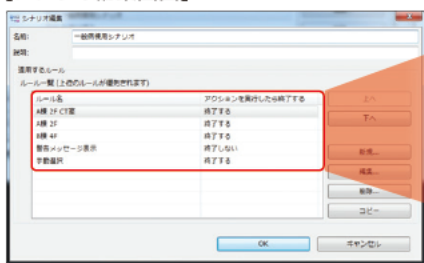 シナリオ編集
名前: 一般病棟用シナリオ
説明:
適用するルール
ルール一覧 (上位のルールが優先されます)
ルール名 アクションを実行したら終了する
A棟 2F CT室 終了する
A棟 2F 終了する
B棟 4F 終了する
警告メッセージ表示 終了しない
手動選択 終了する
上へ
下へ
新規...
編集...
削除...
コピー
OK キャンセル